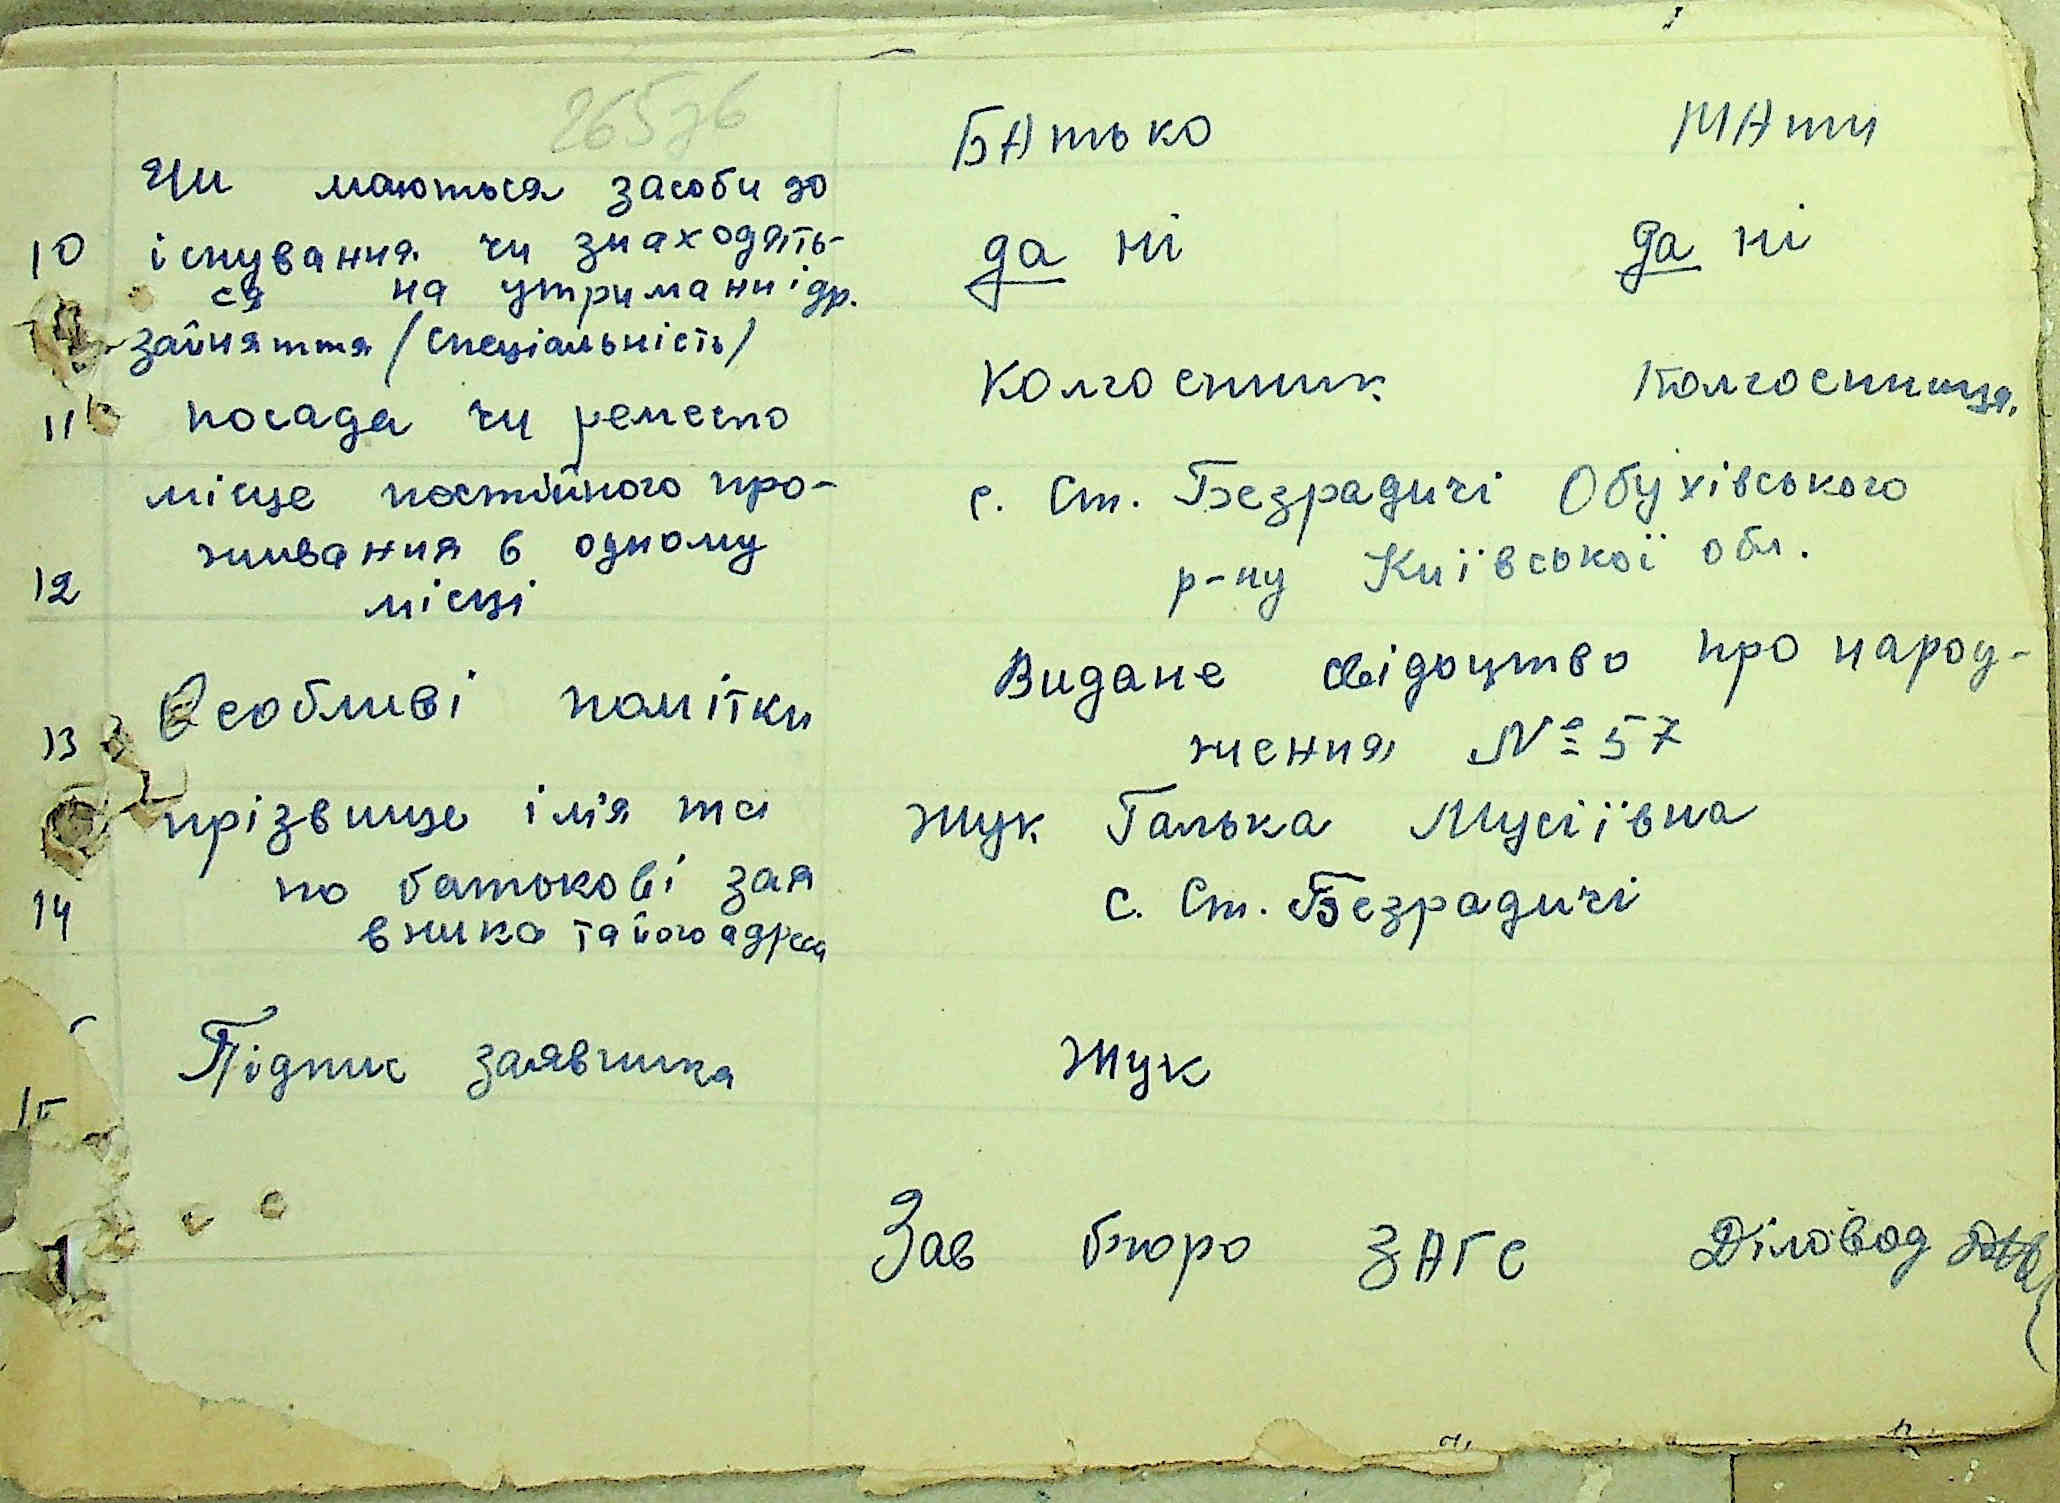 265зв
Батько Мати
Чи маються засоби до
10 існування чи знаходять- да ні да ні
ся на утриманні др.
зайняття /спеціальність/
11 посада чи ремесло колгоспник колгоспниця.
місце постійного про- с. Ст. Безрадичі Обухівського
живання в одному р-ну Київської обл.
12 місці
13 Особливі помітки Видане свідоцтво про народ-
ження № 57
прізвище ім'я та Жук Галька Мусіївна
14 по батькові зая с. Ст. Безрадичі
вника та його адреса
15 Підпис заявника Жук
Зав бюро ЗАГС Діловод